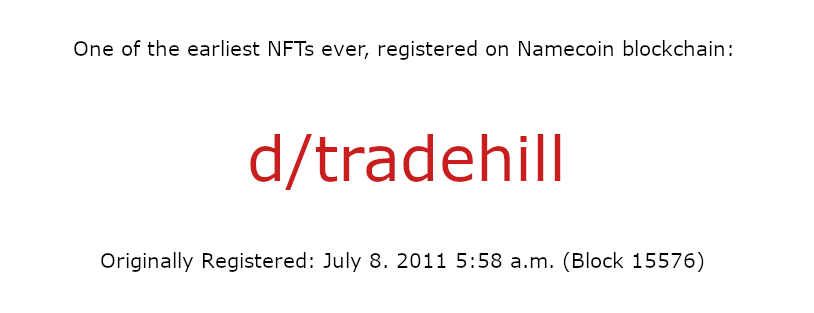 One of the earliest NFTs ever, registered on Namecoin blockchain:
d/tradehill
Originally Registered: July 8. 2011 5:58 a.m. (Block 15576)